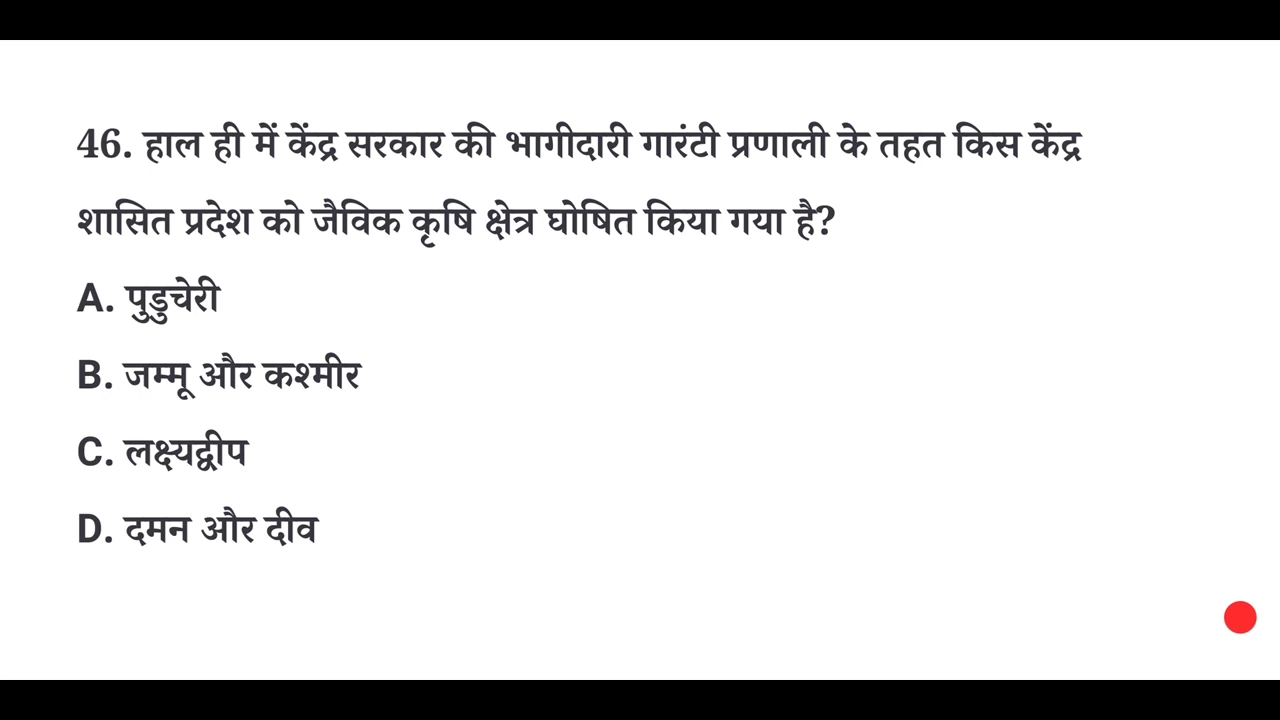 46. हाल ही में केंद्र सरकार की भागीदारी गारंटी प्रणाली के तहत किस केंद्र
शासित प्रदेश को जैविक कृषि क्षेत्र घोषित किया गया है?
A. पुडुचेरी
B. जम्मू और कश्मीर
C. लक्ष्यद्वीप
D. दमन और दीव